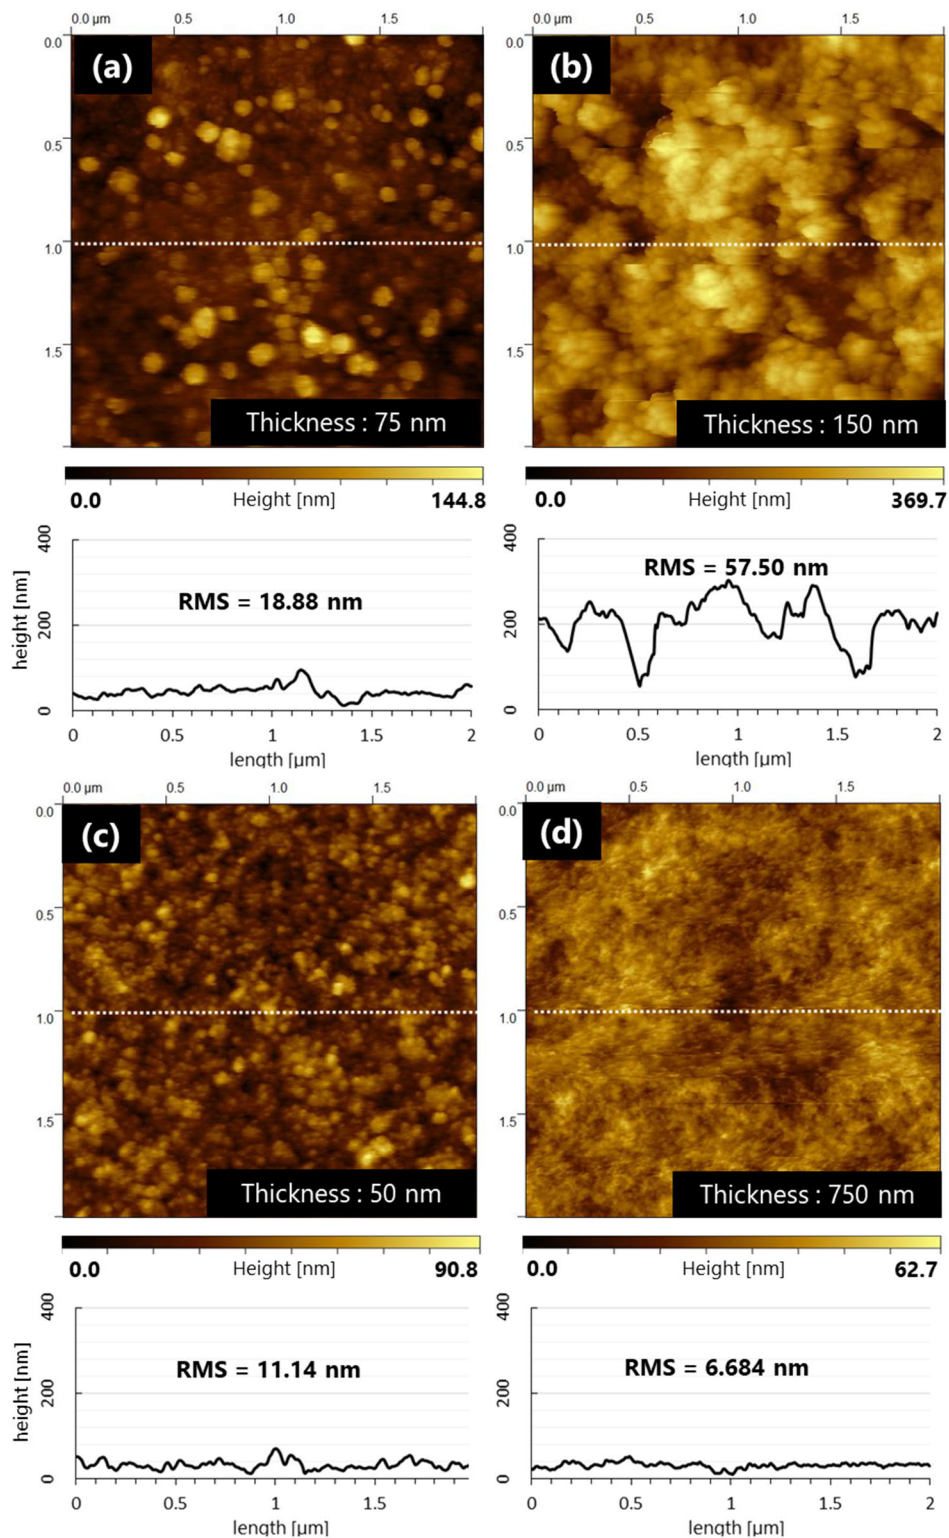 0.0 µm 0.5 1.0 1.5
0.0
0.5
1.0
1.5
(a)
Thickness : 75 nm
0.0 Height [nm] 144.8
400
200
0
height [nm]
RMS = 18.88 nm
0 0.5 1 1.5 2
length [µm]
0.0 µm 0.5 1.0 1.5
0.0
0.5
1.0
1.5
(b)
Thickness : 150 nm
0.0 Height [nm] 369.7
400
200
0
RMS = 57.50 nm
0 0.5 1 1.5 2
length [µm]
0.0 µm 0.5 1.0 1.5
0.0
0.5
1.0
1.5
(c)
Thickness : 50 nm
0.0 Height [nm] 90.8
400
200
0
height [nm]
RMS = 11.14 nm
0 0.5 1 1.5
length [µm]
0.0 µm 0.5 1.0 1.5
0.0
0.5
1.0
1.5
(d)
Thickness : 750 nm
0.0 Height [nm] 62.7
400
200
0
RMS = 6.684 nm
0 0.5 1 1.5 2
length [µm]